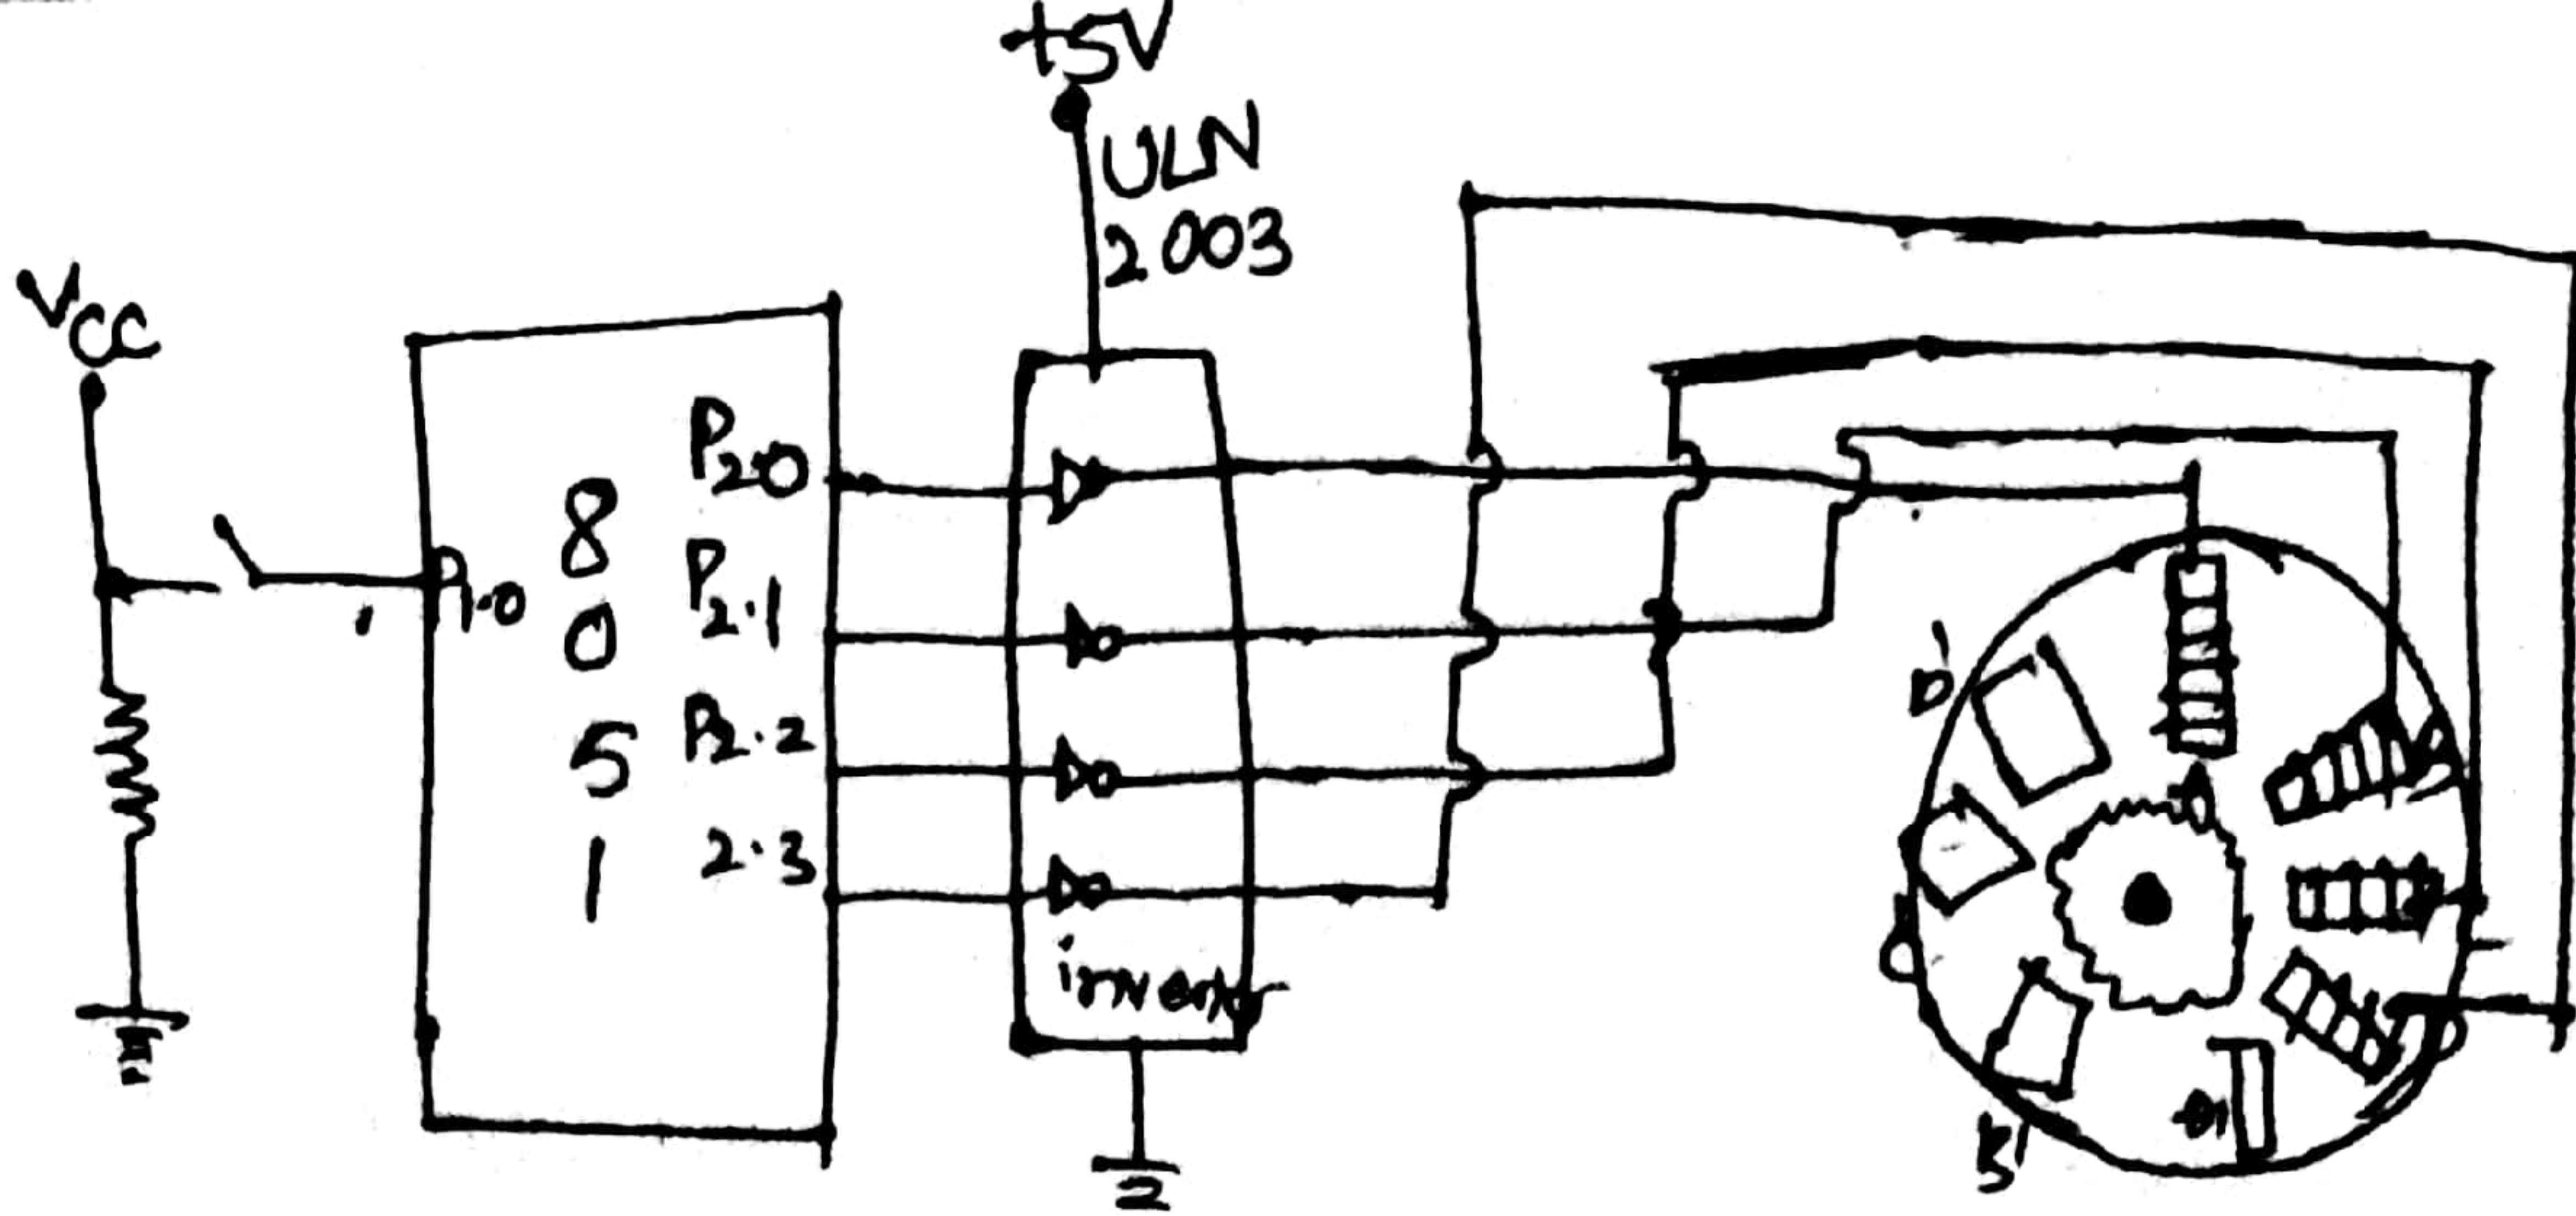 +5V
ULN
2003
VCC
P2.0
P1.0
8
0
5
1
P2.1
P2.2
2.3
inverter
D'
B'